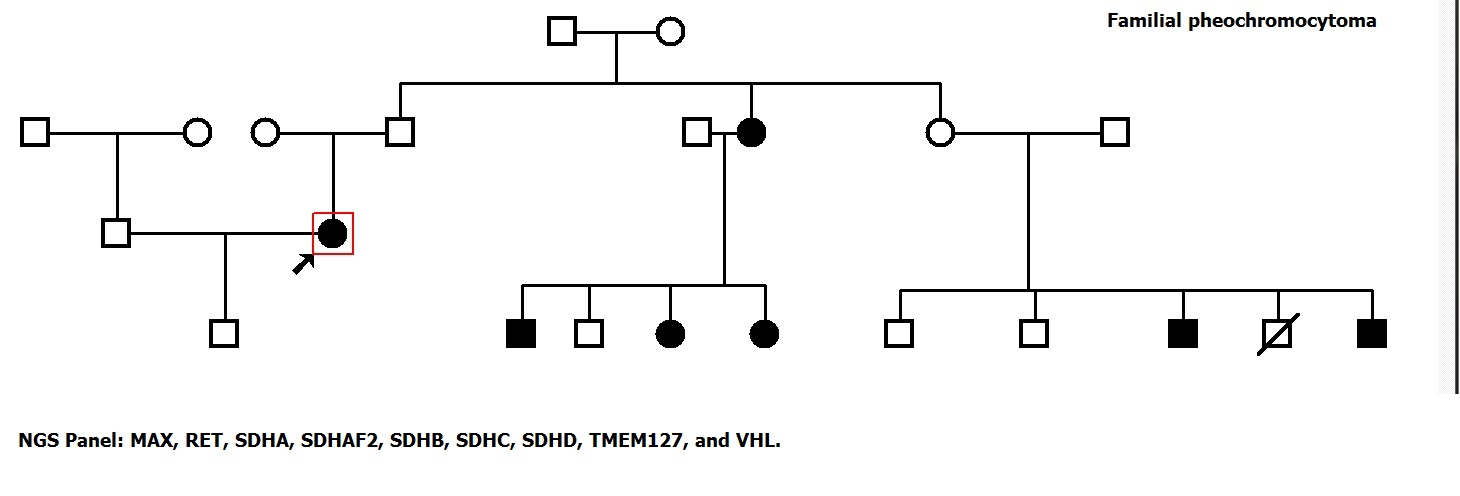 Familial pheochromocytoma
NGS Panel: MAX, RET, SDHA, SDHAF2, SDHB, SDHC, SDHD, TMEM127, and VHL.